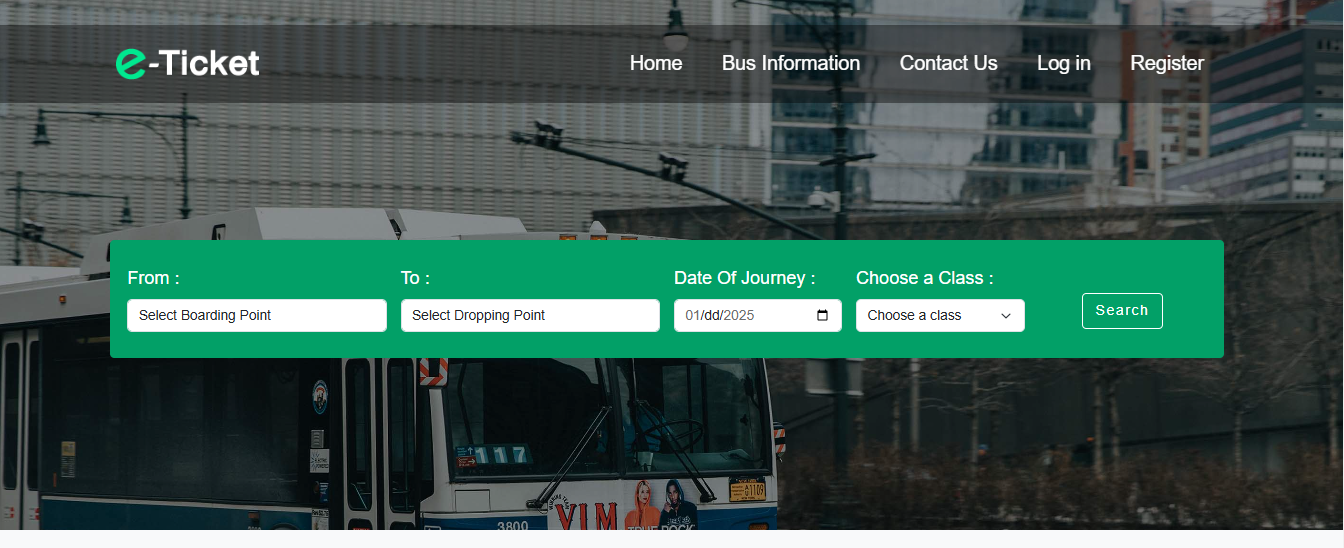 e-Ticket
Home Bus Information Contact Us Log in Register
From : To : Date Of Journey : Choose a Class :
Select Boarding Point Select Dropping Point 01/dd/2025 Choose a class Search
117
3800
VIM
TRUE ROCK